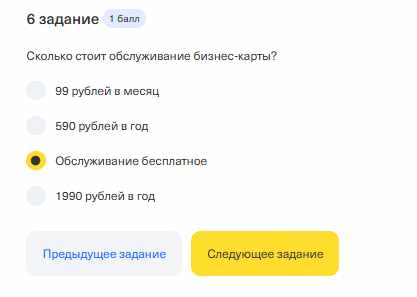 6 задание 1 балл
Сколько стоит обслуживание бизнес-карты?
99 рублей в месяц
590 рублей в год
Обслуживание бесплатное
1990 рублей в год
Предыдущее задание Следующее задание